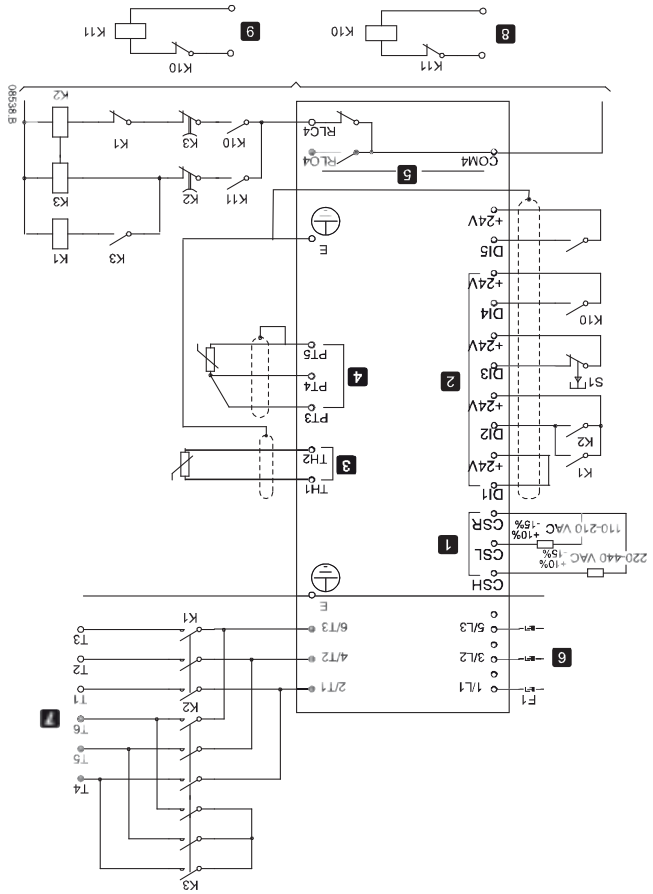 K3
T4
T5
F1
1/L1
2/T1
K2
T6
7
T1
6
3/L2
4/T2
T2
5/L3
6/T3
K1
T3
E
CSH
220-440 VAC +10%
-15%
1
CSL
110-210 VAC +10%
-15%
CSR
DI1
TH1
K1
+24V
3
TH2
K2
DI2
PT3
+24V
2
4
PT4
S1
DI3
PT5
+24V
K10
DI4
+24V
DI5
E
K3
K1
+24V
K11
K2
K3
COM4
5
RLO4
K10
K3
K1
RLC4
K2
08538.B
K11
K10
8
K10
9
K11